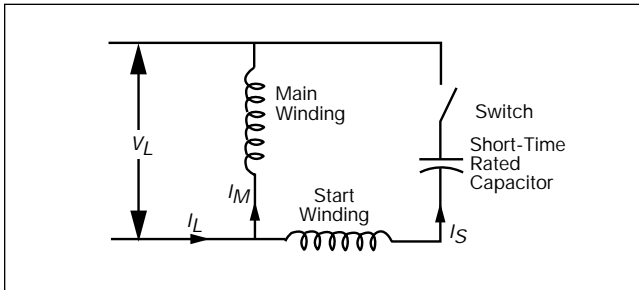 Main
Winding
Switch
V_L
Short-Time
Rated
Capacitor
I_M
Start
Winding
I_L
I_S